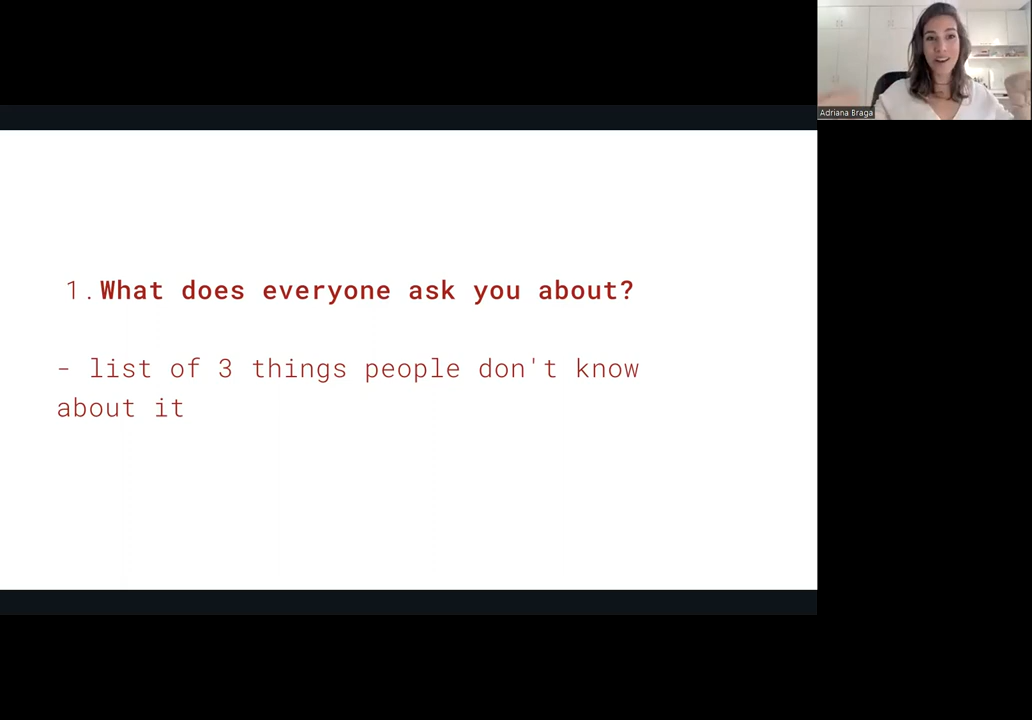 Adriana Braga
1.What does everyone ask you about?
- list of 3 things people don't know
about it